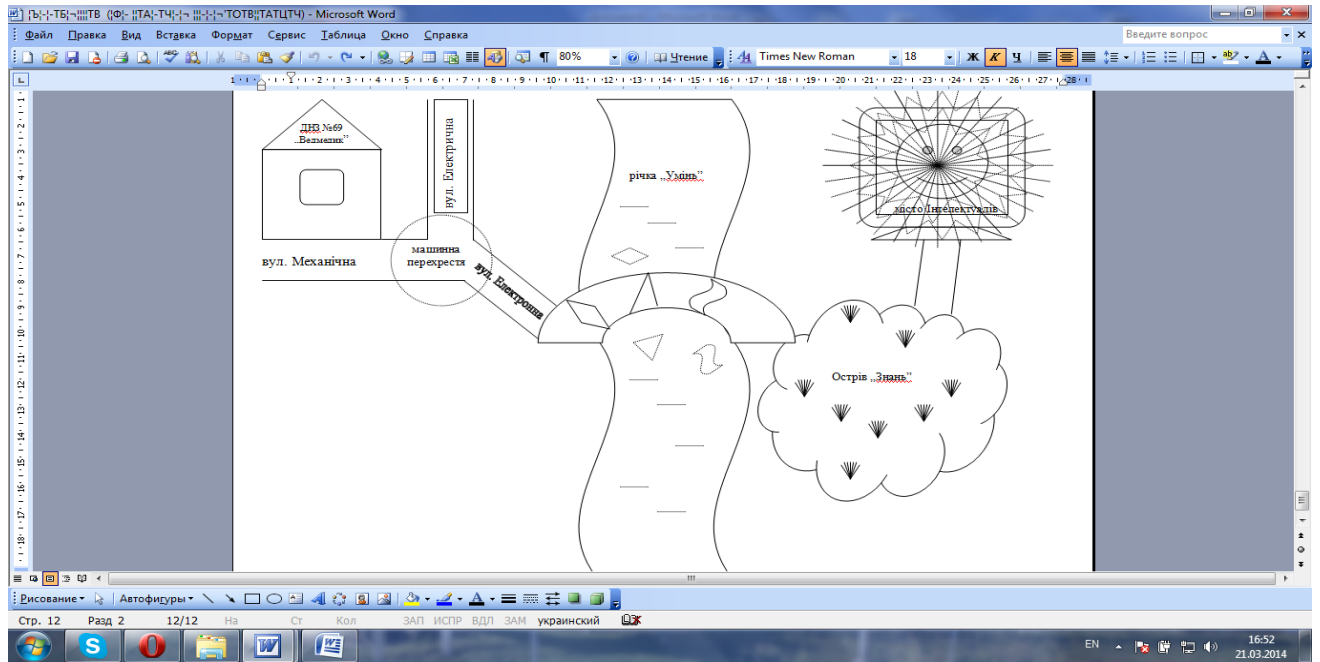 - Microsoft Word
Файл Правка Вид Вставка Формат Сервис Таблица Окно Справка
Введите вопрос
80% Чтение Times New Roman 18 Ж К Ч
ДНЗ №69
„Велмелик”
вул. Електрична
річка „Умінь”
місто Інтелектуалів
машинна
перехрестя
вул. Механічна
вул. Електронна
Острів „Знань”
Рисование Автофигуры
Стр. 12 Разд 2 12/12 На Ст Кол ЗАП ИСПР ВДЛ ЗАМ украинский
EN
16:52
21.03.2014